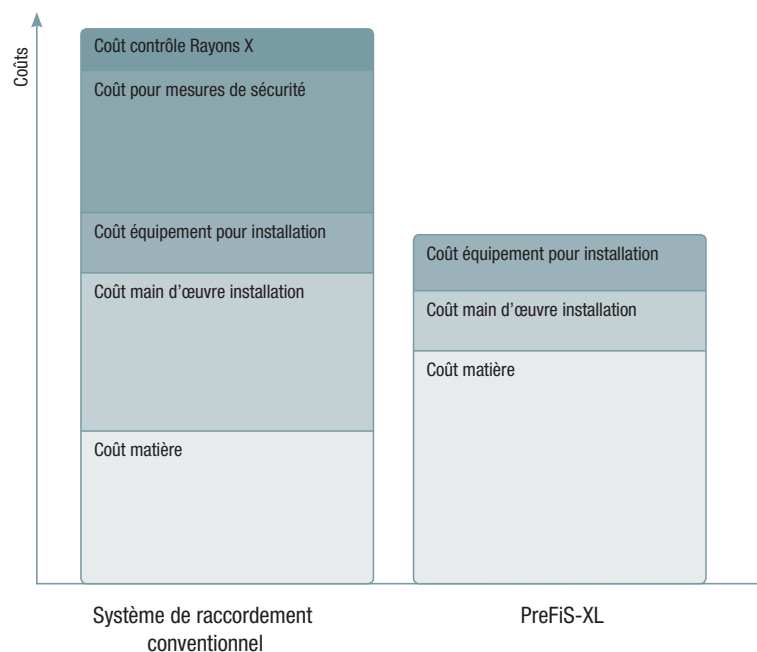 Coûts
Coût contrôle Rayons X
Coût pour mesures de sécurité
Coût équipement pour installation
Coût main d'œuvre installation
Coût matière
Coût équipement pour installation
Coût main d'œuvre installation
Coût matière
Système de raccordement
conventionnel
PreFiS-XL